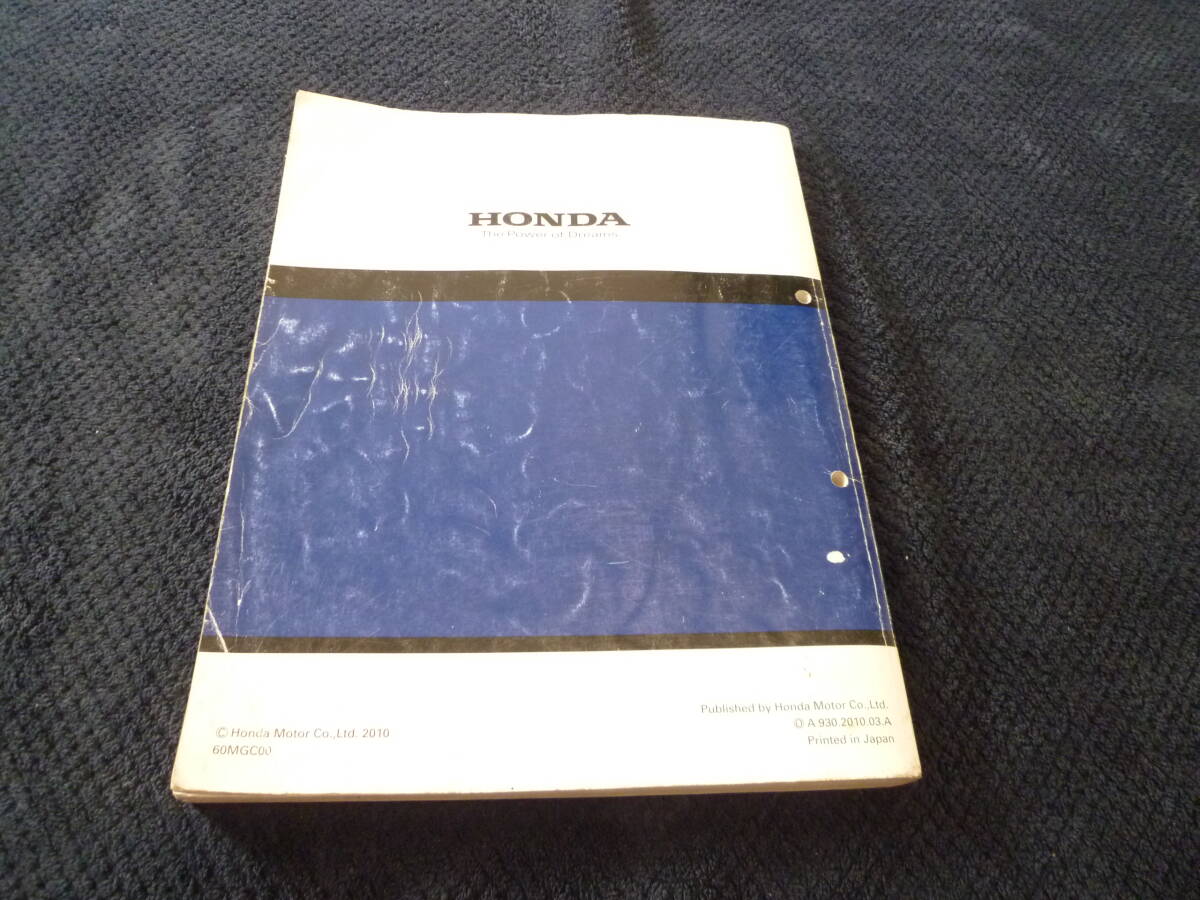 HONDA
The Power of Dreams
© Honda Motor Co.,Ltd. 2010
60MGC00
Published by Honda Motor Co.,Ltd.
Ⓞ A 930.2010.03.A
Printed in Japan